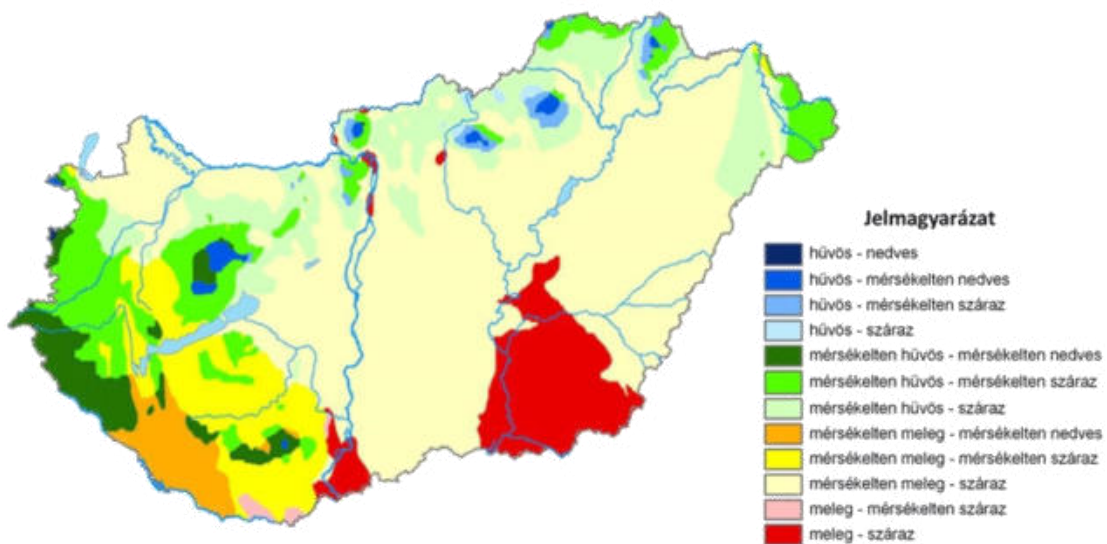 Jelmagyarázat
hűvös - nedves
hűvös - mérsékelten nedves
hűvös - mérsékelten száraz
hűvös - száraz
mérsékelten hűvös - mérsékelten nedves
mérsékelten hűvös - mérsékelten száraz
mérsékelten hűvös - száraz
mérsékelten meleg - mérsékelten nedves
mérsékelten meleg - mérsékelten száraz
mérsékelten meleg - száraz
meleg - mérsékelten száraz
meleg - száraz